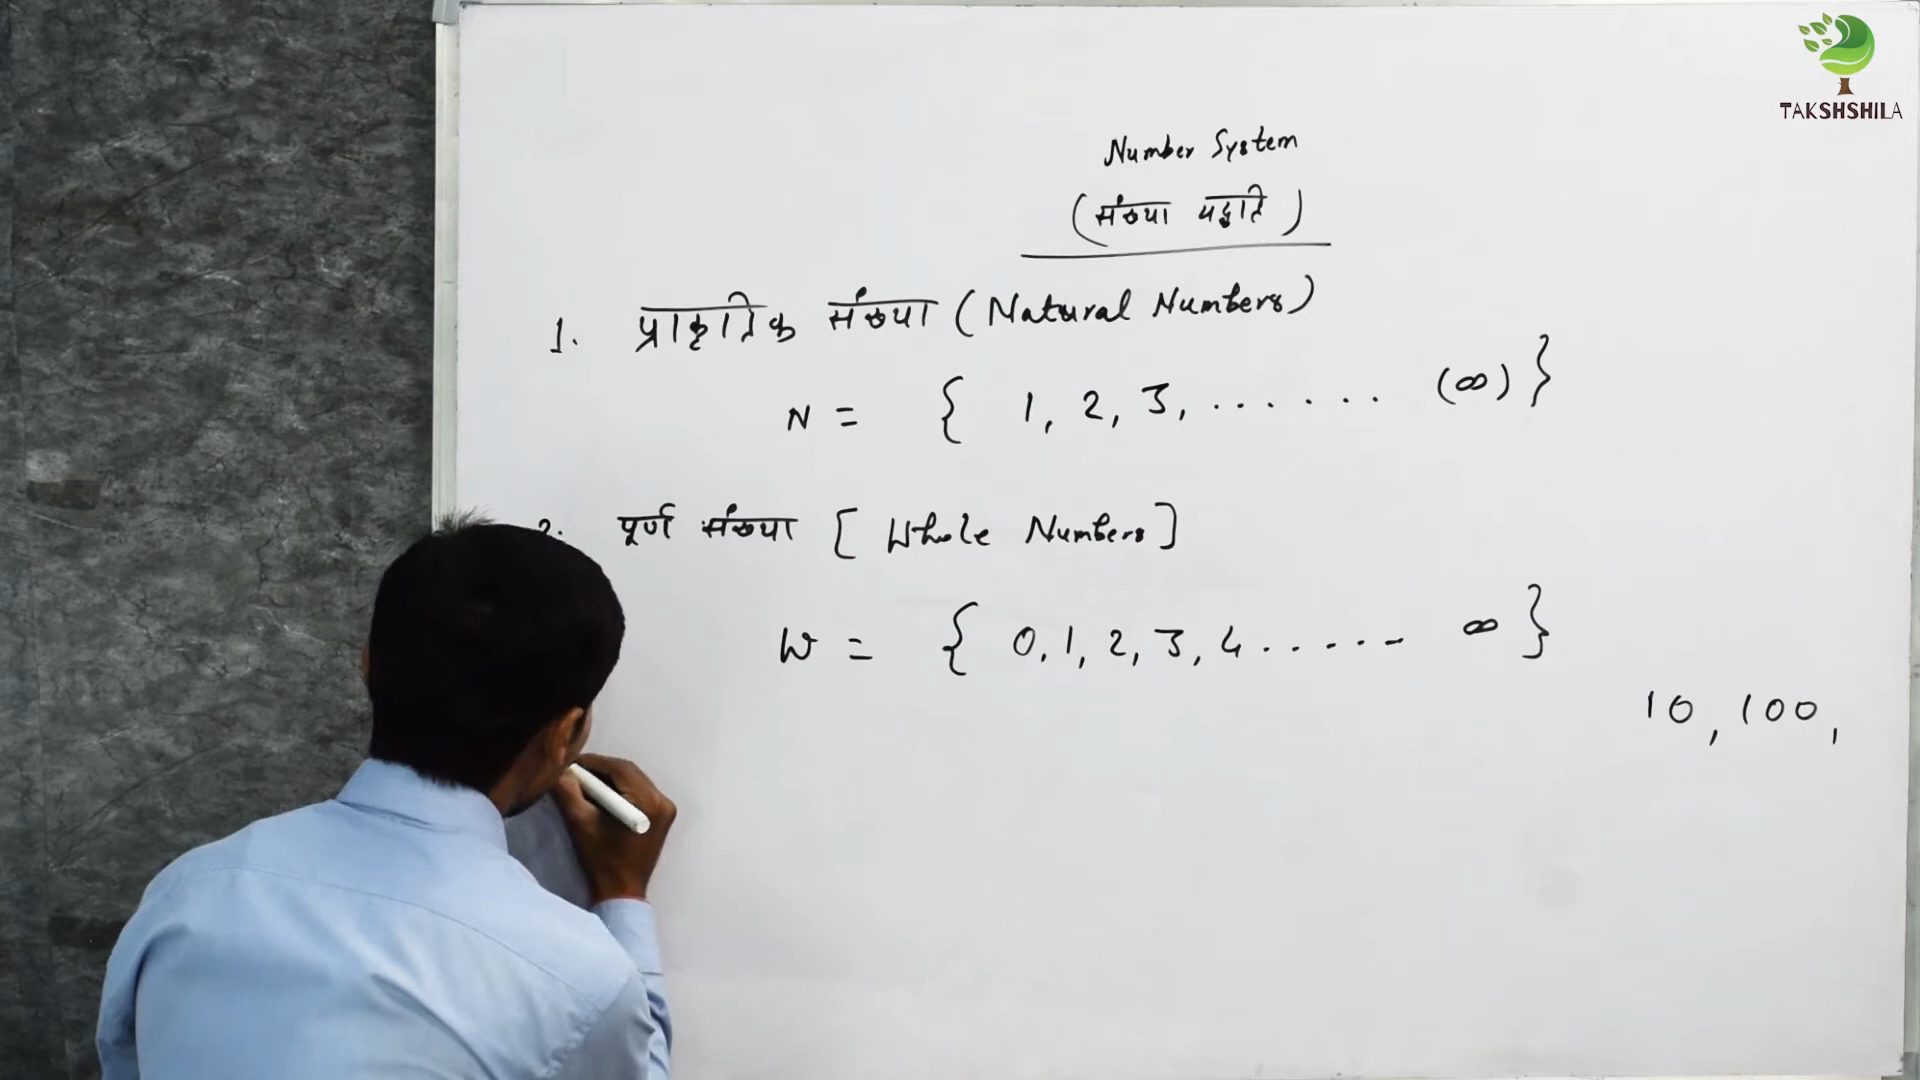 TAKSHSHILA
Number System
(संख्या पद्धति)
1. प्राकृतिक संख्या (Natural Numbers)
N = { 1, 2, 3, ...... (∞) }
2. पूर्ण संख्या [ Whole Numbers ]
W = { 0, 1, 2, 3, 4 ..... ∞ }
10, 100,